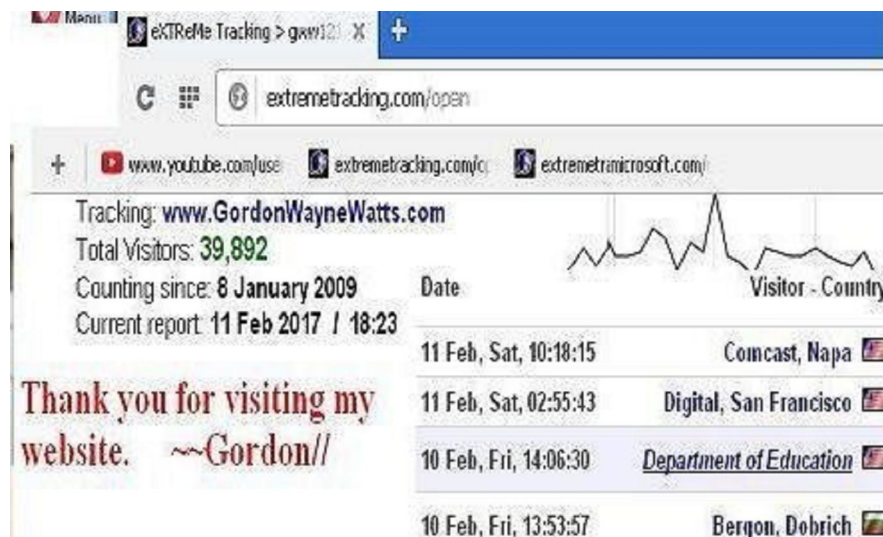 Menu
eXTReMe Tracking > gww121
extremetracking.com/open
www.youtube.com/use
extremetracking.com/op
extremetrmicrosoft.com/
Tracking: www.GordonWayneWatts.com
Total Visitors: 39,892
Counting since: 8 January 2009
Current report: 11 Feb 2017 / 18:23
Thank you for visiting my
website. ~~Gordon//
Date Visitor - Country
11 Feb, Sat, 10:18:15 Comcast, Napa
11 Feb, Sat, 02:55:43 Digital, San Francisco
10 Feb, Fri, 14:06:30 Department of Education
10 Feb, Fri, 13:53:57 Bergon, Dobrich